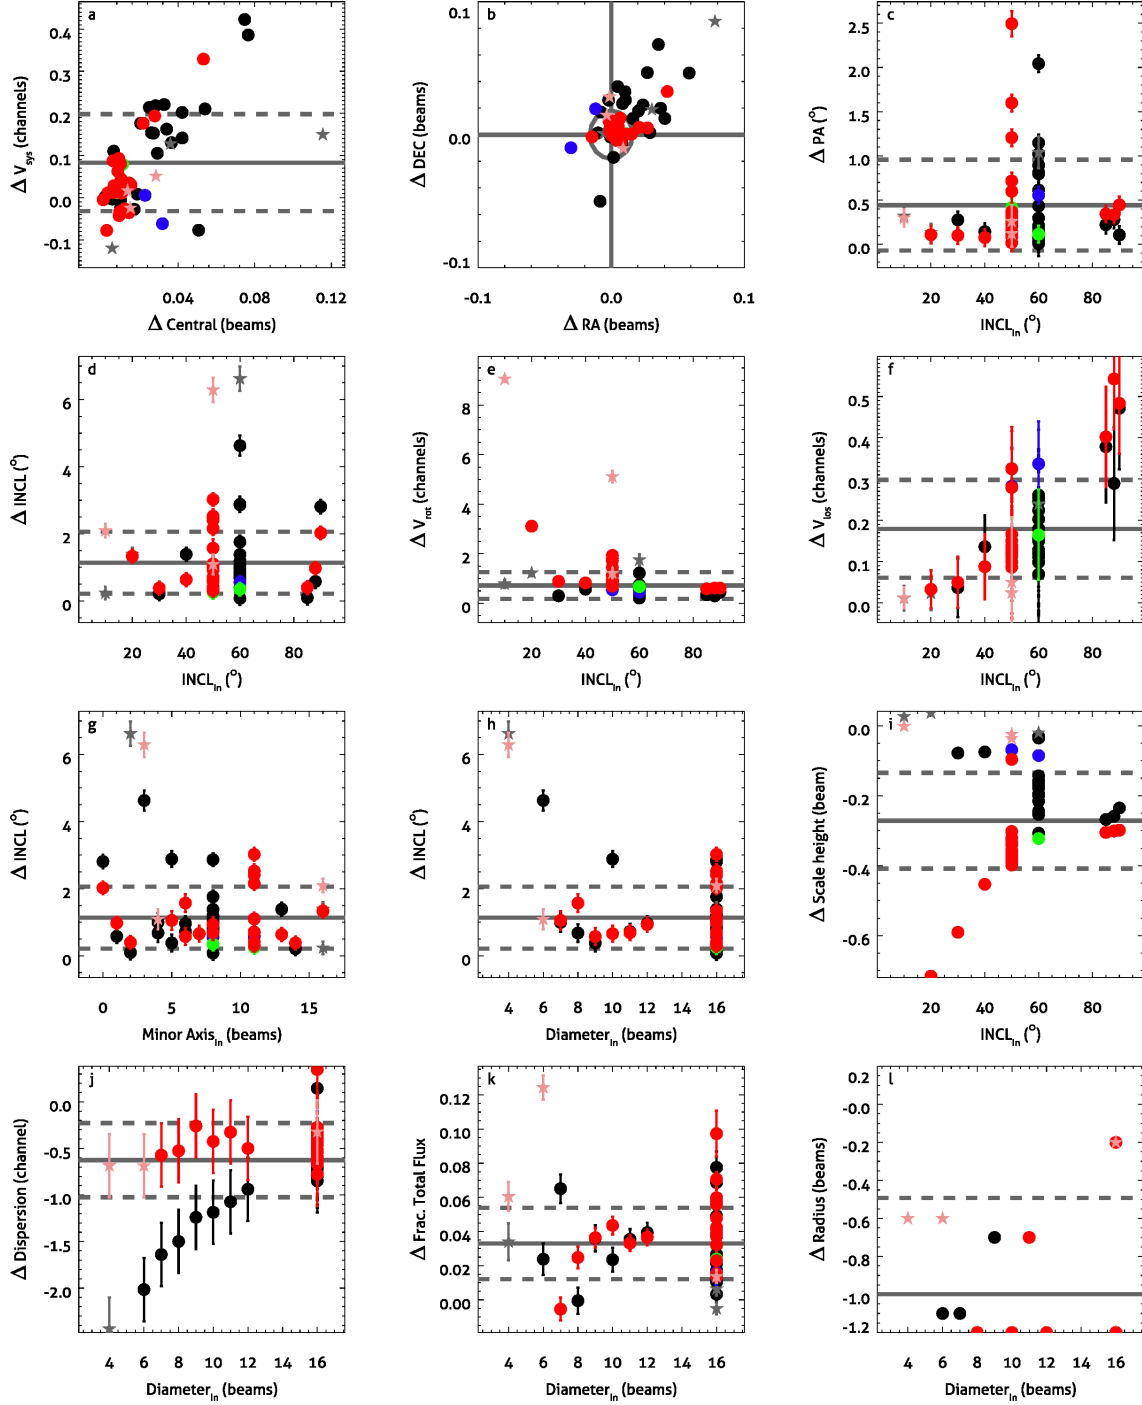 a
0.4
0.3
0.2
0.1
0.0
-0.1
Δ Vsys (channels)
0.04 0.08 0.12
Δ Central (beams)
b
0.1
0.0
-0.1
Δ DEC (beams)
-0.1 0.0 0.1
Δ RA (beams)
c
2.5
2.0
1.5
1.0
0.5
0.0
Δ PA (°)
20 40 60 80
INCLIn (°)
d
6
4
2
0
Δ INCL (°)
20 40 60 80
INCLIn (°)
e
8
6
4
2
0
Δ Vrot (channels)
20 40 60 80
INCLIn (°)
f
0.5
0.4
0.3
0.2
0.1
0.0
Δ Vlos (channels)
20 40 60 80
INCLIn (°)
g
6
4
2
0
Δ INCL (°)
0 5 10 15
Minor AxisIn (beams)
h
6
4
2
0
Δ INCL (°)
4 6 8 10 12 14 16
DiameterIn (beams)
i
-0.0
-0.2
-0.4
-0.6
Δ Scale height (beam)
20 40 60 80
INCLIn (°)
j
0.0
-0.5
-1.0
-1.5
-2.0
Δ Dispersion (channel)
4 6 8 10 12 14 16
DiameterIn (beams)
k
0.12
0.10
0.08
0.06
0.04
0.02
0.00
Δ Frac. Total Flux
4 6 8 10 12 14 16
DiameterIn (beams)
l
0.2
-0.0
-0.2
-0.4
-0.6
-0.8
-1.0
-1.2
Δ Radius (beams)
4 6 8 10 12 14 16
DiameterIn (beams)